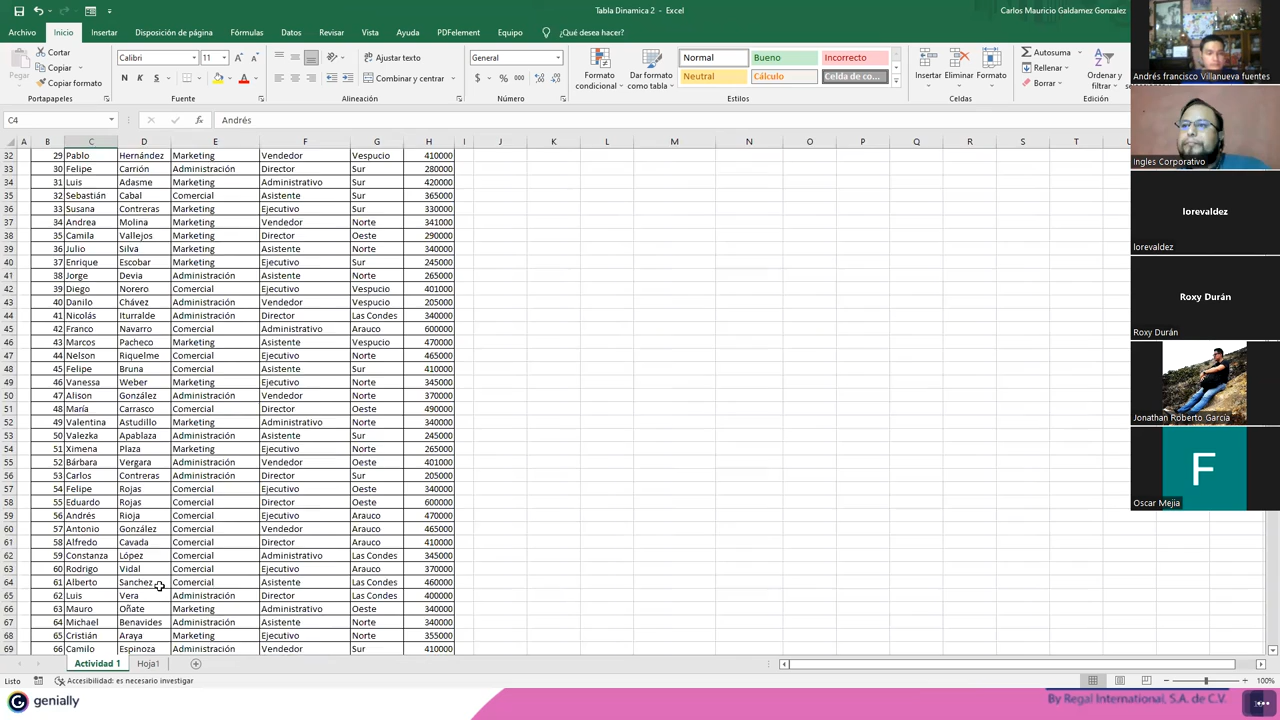 Tabla Dinamica 2 - Excel
Carlos Mauricio Galdamez Gonzalez
Archivo Inicio Insertar Disposición de página Fórmulas Datos Revisar Vista Ayuda PDFelement Equipo ¿Qué desea hacer?
Pegar
Cortar
Copiar
Copiar formato
Portapapeles
Calibri 11
N K S
Fuente
Ajustar texto
Combinar y centrar
Alineación
General
$ % 000
Número
Formato condicional
Dar formato como tabla
Normal Bueno Incorrecto
Neutral Cálculo Celda de co...
Estilos
Insertar Eliminar Formato
Celdas
Autosuma
Rellenar
Borrar
Ordenar y filtrar
Edición
C4 fx Andrés
A B C D E F G H I J K L M N O P Q R S T U
32 29 Pablo Hernández Marketing Vendedor Vespucio 410000
33 30 Felipe Carrión Administración Director Sur 280000
34 31 Luis Adasme Marketing Administrativo Sur 420000
35 32 Sebastián Cabal Comercial Asistente Sur 365000
36 33 Susana Contreras Marketing Ejecutivo Sur 330000
37 34 Andrea Molina Marketing Vendedor Norte 341000
38 35 Camila Vallejos Marketing Director Oeste 290000
39 36 Julio Silva Marketing Asistente Norte 340000
40 37 Enrique Escobar Marketing Ejecutivo Sur 245000
41 38 Jorge Devia Administración Asistente Norte 265000
42 39 Diego Norero Comercial Ejecutivo Vespucio 401000
43 40 Danilo Chávez Administración Vendedor Vespucio 205000
44 41 Nicolás Iturralde Administración Director Las Condes 340000
45 42 Franco Navarro Comercial Administrativo Arauco 600000
46 43 Marcos Pacheco Marketing Asistente Vespucio 470000
47 44 Nelson Riquelme Comercial Ejecutivo Norte 465000
48 45 Felipe Bruna Comercial Asistente Sur 410000
49 46 Vanessa Weber Marketing Ejecutivo Norte 345000
50 47 Alison González Administración Vendedor Norte 370000
51 48 María Carrasco Comercial Director Oeste 490000
52 49 Valentina Astudillo Marketing Administrativo Norte 340000
53 50 Valezka Apablaza Administración Asistente Sur 245000
54 51 Ximena Plaza Marketing Ejecutivo Norte 265000
55 52 Bárbara Vergara Administración Vendedor Oeste 401000
56 53 Carlos Contreras Administración Director Sur 205000
57 54 Felipe Rojas Comercial Ejecutivo Oeste 340000
58 55 Eduardo Rojas Comercial Director Oeste 600000
59 56 Andrés Rioja Comercial Ejecutivo Arauco 470000
60 57 Antonio González Comercial Vendedor Arauco 465000
61 58 Alfredo Cavada Comercial Director Arauco 410000
62 59 Constanza López Comercial Administrativo Las Condes 345000
63 60 Rodrigo Vidal Comercial Ejecutivo Arauco 370000
64 61 Alberto Sanchez Comercial Asistente Las Condes 460000
65 62 Luis Vera Administración Director Las Condes 400000
66 63 Mauro Oñate Marketing Administrativo Oeste 340000
67 64 Michael Benavides Administración Asistente Norte 340000
68 65 Cristián Araya Marketing Ejecutivo Norte 355000
69 66 Camilo Espinoza Administración Vendedor Sur 410000
Actividad 1 Hoja1
Listo Accesibilidad: es necesario investigar 100%
genially
By Regal International, S.A. de C.V.
Andrés francisco Villanueva fuentes
Ingles Corporativo
lorevaldez
lorevaldez
Roxy Durán
Roxy Durán
Jonathan Roberto Garcia
F
Oscar Mejia